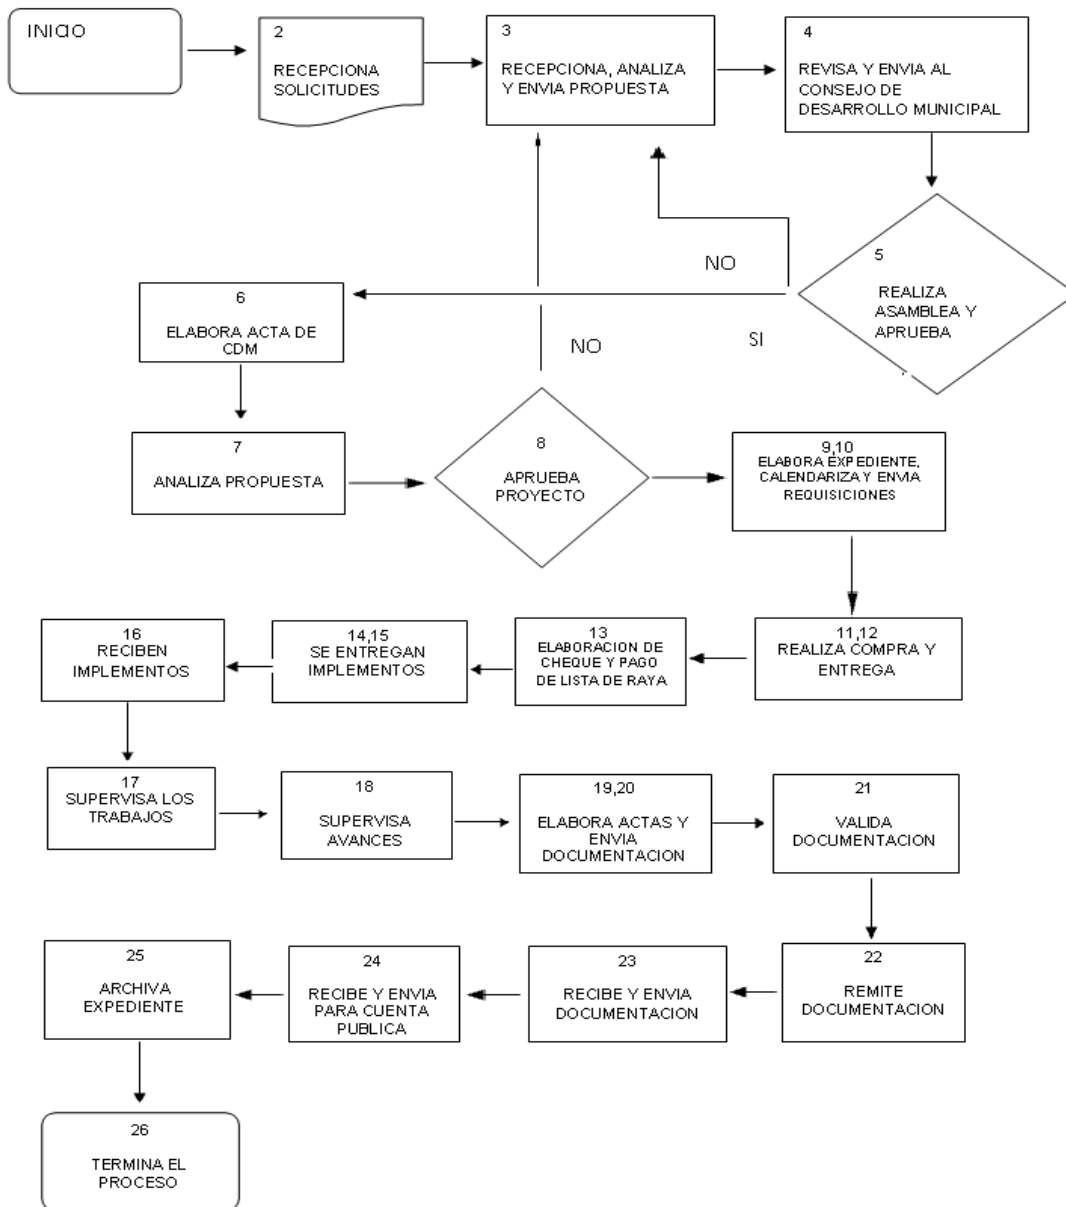 INICIO
2
RECEPCIONA
SOLICITUDES
3
RECEPCIONA, ANALIZA
Y ENVIA PROPUESTA
4
REVISA Y ENVIA AL
CONSEJO DE
DESARROLLO MUNICIPAL
5
REALIZA
ASAMBLEA Y
APRUEBA
NO
SI
6
ELABORA ACTA DE
CDM
7
ANALIZA PROPUESTA
NO
8
APRUEBA
PROYECTO
9,10
ELABORA EXPEDIENTE,
CALENDARIZA Y ENVIA
REQUISICIONES
11,12
REALIZA COMPRA Y
ENTREGA
13
ELABORACION DE
CHEQUE Y PAGO
DE LISTA DE RAYA
14,15
SE ENTREGAN
IMPLEMENTOS
16
RECIBEN
IMPLEMENTOS
17
SUPERVISA LOS
TRABAJOS
18
SUPERVISA
AVANCES
19,20
ELABORA ACTAS Y
ENVIA
DOCUMENTACION
21
VALIDA
DOCUMENTACION
22
REMITE
DOCUMENTACION
23
RECIBE Y ENVIA
DOCUMENTACION
24
RECIBE Y ENVIA
PARA CUENTA
PUBLICA
25
ARCHIVA
EXPEDIENTE
26
TERMINA EL
PROCESO